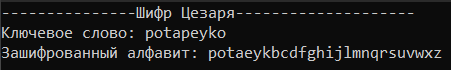 ---------------Шифр Цезаря--------------------
Ключевое слово: potapeyko
Зашифрованный алфавит: potaeykbcdfghijlmnqrsuvwxz